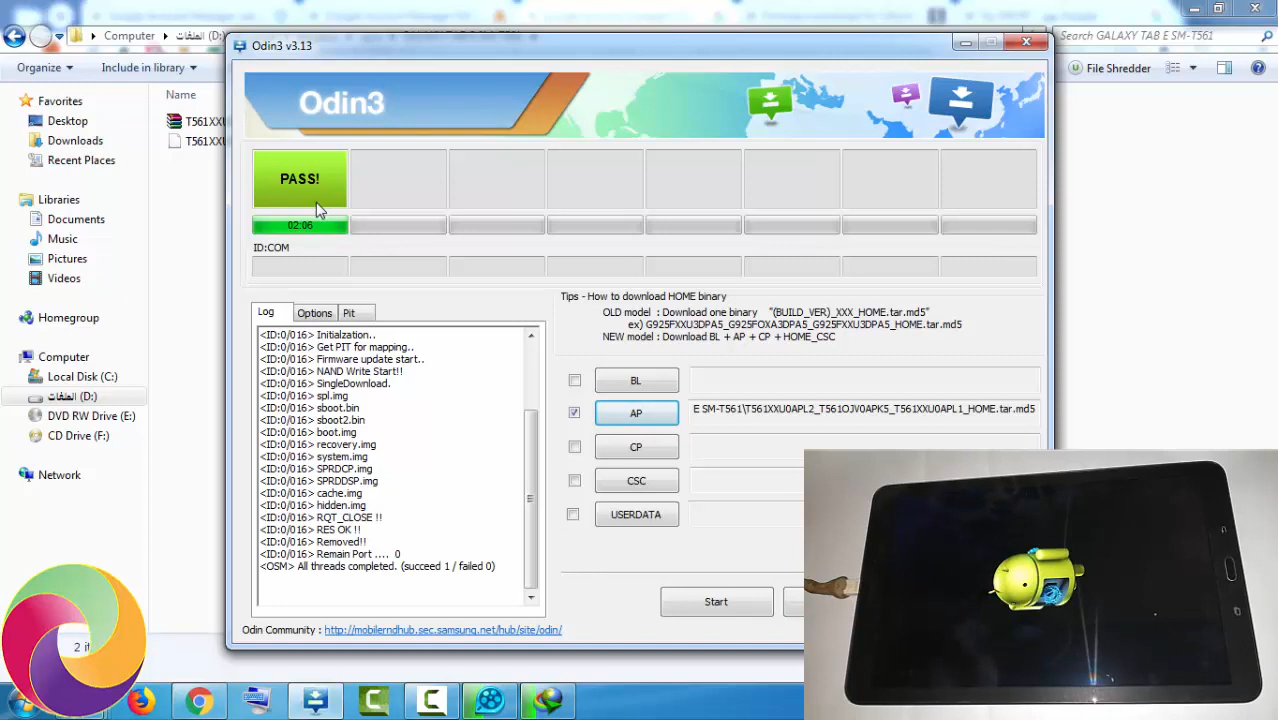 Odin3 v3.13
Computer
الملفات (D:)
Search GALAXY TAB E SM-T561
Organize
Include in library
File Shredder
Favorites
Desktop
Downloads
Recent Places
Libraries
Documents
Music
Pictures
Videos
Homegroup
Computer
Local Disk (C:)
الملفات (D:)
DVD RW Drive (E:)
CD Drive (F:)
Network
Name
T561XXU
T561XXU
2 it
Odin3
PASS!
02:06
ID:COM
Log
Options
Pit
<ID:0/016> Initialzation..
<ID:0/016> Get PIT for mapping..
<ID:0/016> Firmware update start..
<ID:0/016> NAND Write Start!!
<ID:0/016> SingleDownload.
<ID:0/016> spl.img
<ID:0/016> sboot.bin
<ID:0/016> sboot2.bin
<ID:0/016> boot.img
<ID:0/016> recovery.img
<ID:0/016> system.img
<ID:0/016> SPRDCP.img
<ID:0/016> SPRDDSP.img
<ID:0/016> cache.img
<ID:0/016> hidden.img
<ID:0/016> RQT_CLOSE !!
<ID:0/016> RES OK !!
<ID:0/016> Removed!!
<ID:0/016> Remain Port .... 0
<OSM> All threads completed. (succeed 1 / failed 0)
Tips - How to download HOME binary
OLD model : Download one binary "(BUILD_VER)_XXX_HOME.tar.md5"
ex) G925FXXU3DPA5_G925FOXA3DPA5_G925FXXU3DPA5_HOME.tar.md5
NEW model : Download BL + AP + CP + HOME_CSC
BL
AP
E SM-T561\T561XXU0APL2_T561OJV0APK5_T561XXU0APL1_HOME.tar.md5
CP
CSC
USERDATA
Start
Odin Community : http://mobilerndhub.sec.samsung.net/hub/site/odin/